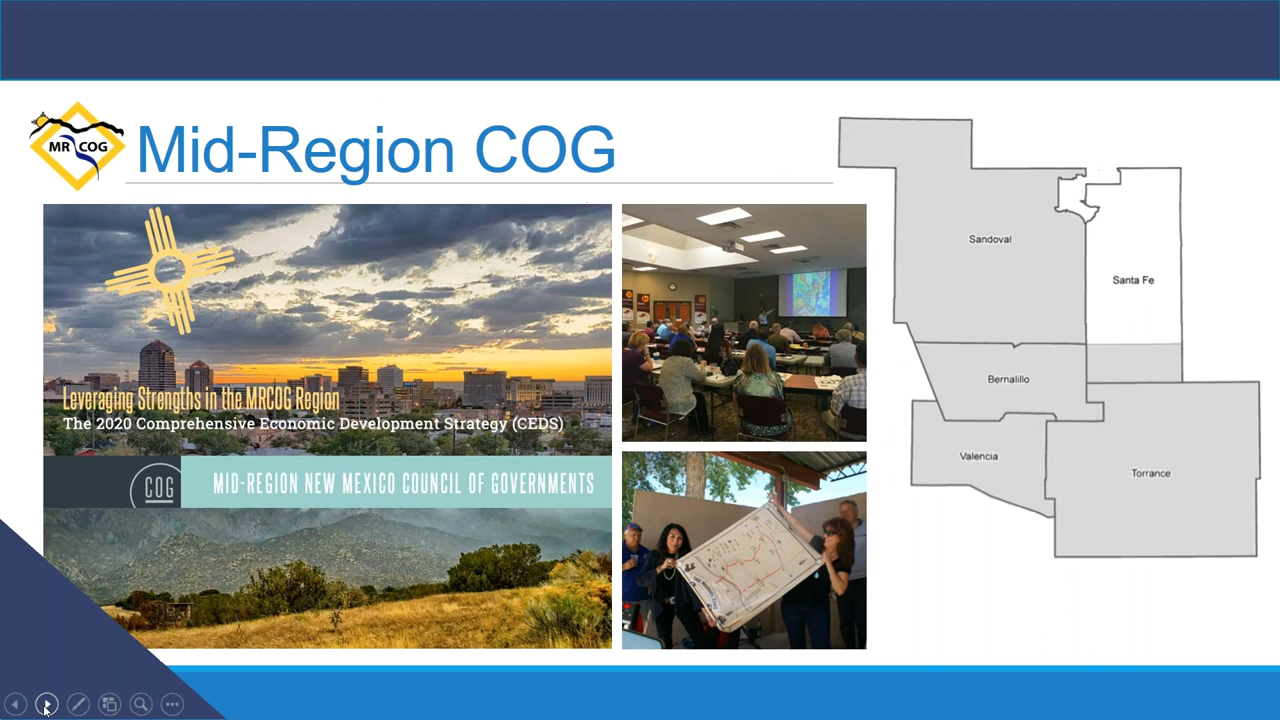 MR COG
Mid-Region COG
Leveraging Strengths in the MRCOG Region
The 2020 Comprehensive Economic Development Strategy (CEDS)
COG
MID-REGION NEW MEXICO COUNCIL OF GOVERNMENTS
Sandoval
Santa Fe
Bernalillo
Valencia
Torrance